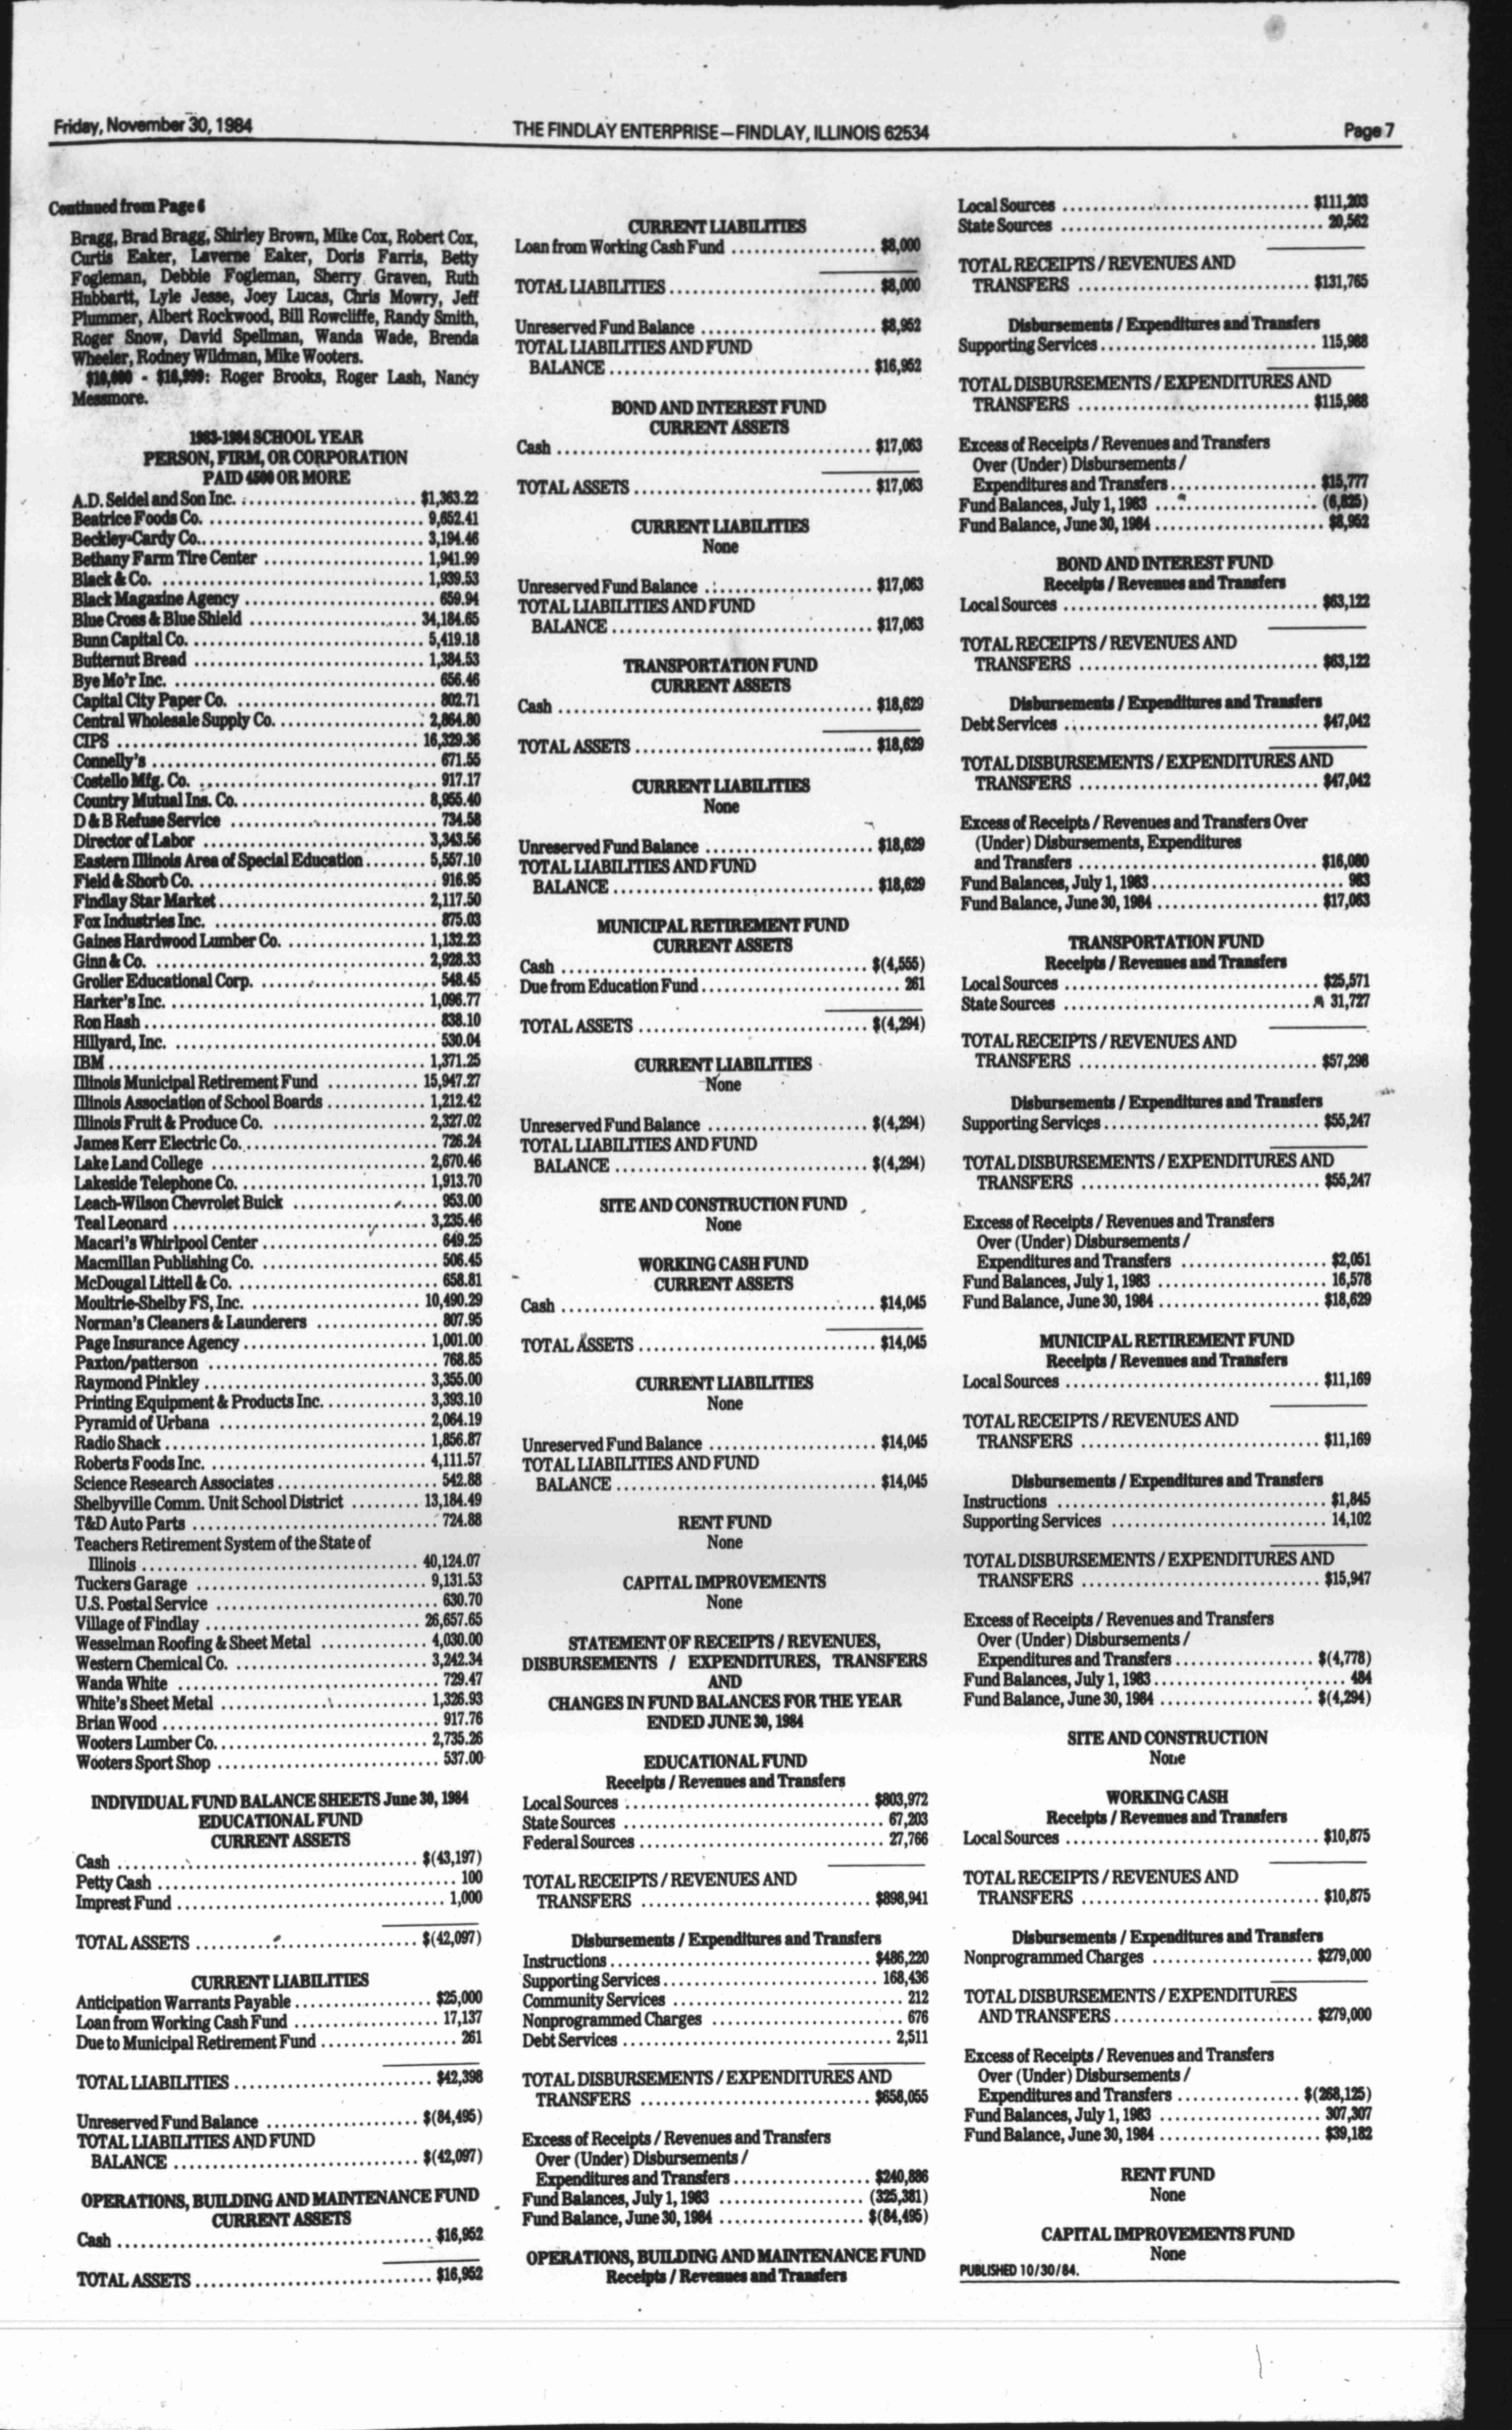 Friday, November 30, 1984
THE FINDLAY ENTERPRISE—FINDLAY, ILLINOIS 62534
Page 7
Continued from Page 6
Bragg, Brad Bragg, Shirley Brown, Mike Cox, Robert Cox,
Curtis Eaker, Laverne Eaker, Doris Farris, Betty
Fogleman, Debbie Fogleman, Sherry Graven, Ruth
Hubbartt, Lyle Jesse, Joey Lucas, Chris Mowry, Jeff
Plummer, Albert Rockwood, Bill Rowcliffe, Randy Smith,
Roger Snow, David Spellman, Wanda Wade, Brenda
Wheeler, Rodney Wildman, Mike Wooters.
$10,000 - $16,999: Roger Brooks, Roger Lash, Nancy
Messmore.
1983-1984 SCHOOL YEAR
PERSON, FIRM, OR CORPORATION
PAID 4500 OR MORE
A.D. Seidel and Son Inc. ..... $1,363.22
Beatrice Foods Co. ..... 9,652.41
Beckley-Cardy Co. ..... 3,194.46
Bethany Farm Tire Center ..... 1,941.99
Black & Co. ..... 1,939.53
Black Magazine Agency ..... 659.94
Blue Cross & Blue Shield ..... 34,184.65
Bunn Capital Co. ..... 5,419.18
Butternut Bread ..... 1,384.53
Bye Mo'r Inc. ..... 656.46
Capital City Paper Co. ..... 802.71
Central Wholesale Supply Co. ..... 2,864.80
CIPS ..... 16,329.36
Connelly's ..... 671.55
Costello Mfg. Co. ..... 917.17
Country Mutual Ins. Co. ..... 8,955.40
D & B Refuse Service ..... 734.58
Director of Labor ..... 3,343.56
Eastern Illinois Area of Special Education ..... 5,557.10
Field & Shorb Co. ..... 916.95
Findlay Star Market ..... 2,117.50
Fox Industries Inc. ..... 875.03
Gaines Hardwood Lumber Co. ..... 1,132.23
Ginn & Co. ..... 2,928.33
Grolier Educational Corp. ..... 548.45
Harker's Inc. ..... 1,096.77
Ron Hash ..... 838.10
Hillyard, Inc. ..... 530.04
IBM ..... 1,371.25
Illinois Municipal Retirement Fund ..... 15,947.27
Illinois Association of School Boards ..... 1,212.42
Illinois Fruit & Produce Co. ..... 2,327.02
James Kerr Electric Co. ..... 726.24
Lake Land College ..... 2,670.46
Lakeside Telephone Co. ..... 1,913.70
Leach-Wilson Chevrolet Buick ..... 953.00
Teal Leonard ..... 3,235.46
Macari's Whirlpool Center ..... 649.25
Macmillan Publishing Co. ..... 506.45
McDougal Littell & Co. ..... 658.81
Moultrie-Shelby FS, Inc. ..... 10,490.29
Norman's Cleaners & Launderers ..... 807.95
Page Insurance Agency ..... 1,001.00
Paxton/patterson ..... 768.85
Raymond Pinkley ..... 3,355.00
Printing Equipment & Products Inc. ..... 3,393.10
Pyramid of Urbana ..... 2,064.19
Radio Shack ..... 1,856.87
Roberts Foods Inc. ..... 4,111.57
Science Research Associates ..... 542.88
Shelbyville Comm. Unit School District ..... 13,184.49
T&D Auto Parts ..... 724.88
Teachers Retirement System of the State of
Illinois ..... 40,124.07
Tuckers Garage ..... 9,131.53
U.S. Postal Service ..... 630.70
Village of Findlay ..... 26,657.65
Wesselman Roofing & Sheet Metal ..... 4,030.00
Western Chemical Co. ..... 3,242.34
Wanda White ..... 729.47
White's Sheet Metal ..... 1,326.93
Brian Wood ..... 917.76
Wooters Lumber Co. ..... 2,735.26
Wooters Sport Shop ..... 537.00
INDIVIDUAL FUND BALANCE SHEETS June 30, 1984
EDUCATIONAL FUND
CURRENT ASSETS
Cash ..... $(43,197)
Petty Cash ..... 100
Imprest Fund ..... 1,000
TOTAL ASSETS ..... $(42,097)
CURRENT LIABILITIES
Anticipation Warrants Payable ..... $25,000
Loan from Working Cash Fund ..... 17,137
Due to Municipal Retirement Fund ..... 261
TOTAL LIABILITIES ..... $42,398
Unreserved Fund Balance ..... $(84,495)
TOTAL LIABILITIES AND FUND
BALANCE ..... $(42,097)
OPERATIONS, BUILDING AND MAINTENANCE FUND
CURRENT ASSETS
Cash ..... $16,952
TOTAL ASSETS ..... $16,952
CURRENT LIABILITIES
Loan from Working Cash Fund ..... $8,000
TOTAL LIABILITIES ..... $8,000
Unreserved Fund Balance ..... $8,952
TOTAL LIABILITIES AND FUND
BALANCE ..... $16,952
BOND AND INTEREST FUND
CURRENT ASSETS
Cash ..... $17,063
TOTAL ASSETS ..... $17,063
CURRENT LIABILITIES
None
Unreserved Fund Balance ..... $17,063
TOTAL LIABILITIES AND FUND
BALANCE ..... $17,063
TRANSPORTATION FUND
CURRENT ASSETS
Cash ..... $18,629
TOTAL ASSETS ..... $18,629
CURRENT LIABILITIES
None
Unreserved Fund Balance ..... $18,629
TOTAL LIABILITIES AND FUND
BALANCE ..... $18,629
MUNICIPAL RETIREMENT FUND
CURRENT ASSETS
Cash ..... $(4,555)
Due from Education Fund ..... 261
TOTAL ASSETS ..... $(4,294)
CURRENT LIABILITIES
None
Unreserved Fund Balance ..... $(4,294)
TOTAL LIABILITIES AND FUND
BALANCE ..... $(4,294)
SITE AND CONSTRUCTION FUND
None
WORKING CASH FUND
CURRENT ASSETS
Cash ..... $14,045
TOTAL ASSETS ..... $14,045
CURRENT LIABILITIES
None
Unreserved Fund Balance ..... $14,045
TOTAL LIABILITIES AND FUND
BALANCE ..... $14,045
RENT FUND
None
CAPITAL IMPROVEMENTS
None
STATEMENT OF RECEIPTS / REVENUES,
DISBURSEMENTS / EXPENDITURES, TRANSFERS
AND
CHANGES IN FUND BALANCES FOR THE YEAR
ENDED JUNE 30, 1984
EDUCATIONAL FUND
Receipts / Revenues and Transfers
Local Sources ..... $803,972
State Sources ..... 67,203
Federal Sources ..... 27,766
TOTAL RECEIPTS / REVENUES AND
TRANSFERS ..... $898,941
Disbursements / Expenditures and Transfers
Instructions ..... $486,220
Supporting Services ..... 168,436
Community Services ..... 212
Nonprogrammed Charges ..... 676
Debt Services ..... 2,511
TOTAL DISBURSEMENTS / EXPENDITURES AND
TRANSFERS ..... $658,055
Excess of Receipts / Revenues and Transfers
Over (Under) Disbursements /
Expenditures and Transfers ..... $240,886
Fund Balances, July 1, 1983 ..... (325,381)
Fund Balance, June 30, 1984 ..... $(84,495)
OPERATIONS, BUILDING AND MAINTENANCE FUND
Receipts / Revenues and Transfers
Local Sources ..... $111,203
State Sources ..... 20,562
TOTAL RECEIPTS / REVENUES AND
TRANSFERS ..... $131,765
Disbursements / Expenditures and Transfers
Supporting Services ..... 115,988
TOTAL DISBURSEMENTS / EXPENDITURES AND
TRANSFERS ..... $115,988
Excess of Receipts / Revenues and Transfers
Over (Under) Disbursements /
Expenditures and Transfers ..... $15,777
Fund Balances, July 1, 1983 ..... (6,825)
Fund Balance, June 30, 1984 ..... $8,952
BOND AND INTEREST FUND
Receipts / Revenues and Transfers
Local Sources ..... $63,122
TOTAL RECEIPTS / REVENUES AND
TRANSFERS ..... $63,122
Disbursements / Expenditures and Transfers
Debt Services ..... $47,042
TOTAL DISBURSEMENTS / EXPENDITURES AND
TRANSFERS ..... $47,042
Excess of Receipts / Revenues and Transfers Over
(Under) Disbursements, Expenditures
and Transfers ..... $16,080
Fund Balances, July 1, 1983 ..... 983
Fund Balance, June 30, 1984 ..... $17,063
TRANSPORTATION FUND
Receipts / Revenues and Transfers
Local Sources ..... $25,571
State Sources ..... 31,727
TOTAL RECEIPTS / REVENUES AND
TRANSFERS ..... $57,298
Disbursements / Expenditures and Transfers
Supporting Services ..... $55,247
TOTAL DISBURSEMENTS / EXPENDITURES AND
TRANSFERS ..... $55,247
Excess of Receipts / Revenues and Transfers
Over (Under) Disbursements /
Expenditures and Transfers ..... $2,051
Fund Balances, July 1, 1983 ..... 16,578
Fund Balance, June 30, 1984 ..... $18,629
MUNICIPAL RETIREMENT FUND
Receipts / Revenues and Transfers
Local Sources ..... $11,169
TOTAL RECEIPTS / REVENUES AND
TRANSFERS ..... $11,169
Disbursements / Expenditures and Transfers
Instructions ..... $1,845
Supporting Services ..... 14,102
TOTAL DISBURSEMENTS / EXPENDITURES AND
TRANSFERS ..... $15,947
Excess of Receipts / Revenues and Transfers
Over (Under) Disbursements /
Expenditures and Transfers ..... $(4,778)
Fund Balances, July 1, 1983 ..... 484
Fund Balance, June 30, 1984 ..... $(4,294)
SITE AND CONSTRUCTION
None
WORKING CASH
Receipts / Revenues and Transfers
Local Sources ..... $10,875
TOTAL RECEIPTS / REVENUES AND
TRANSFERS ..... $10,875
Disbursements / Expenditures and Transfers
Nonprogrammed Charges ..... $279,000
TOTAL DISBURSEMENTS / EXPENDITURES
AND TRANSFERS ..... $279,000
Excess of Receipts / Revenues and Transfers
Over (Under) Disbursements /
Expenditures and Transfers ..... $(268,125)
Fund Balances, July 1, 1983 ..... 307,307
Fund Balance, June 30, 1984 ..... $39,182
RENT FUND
None
CAPITAL IMPROVEMENTS FUND
None
PUBLISHED 10/30/84.